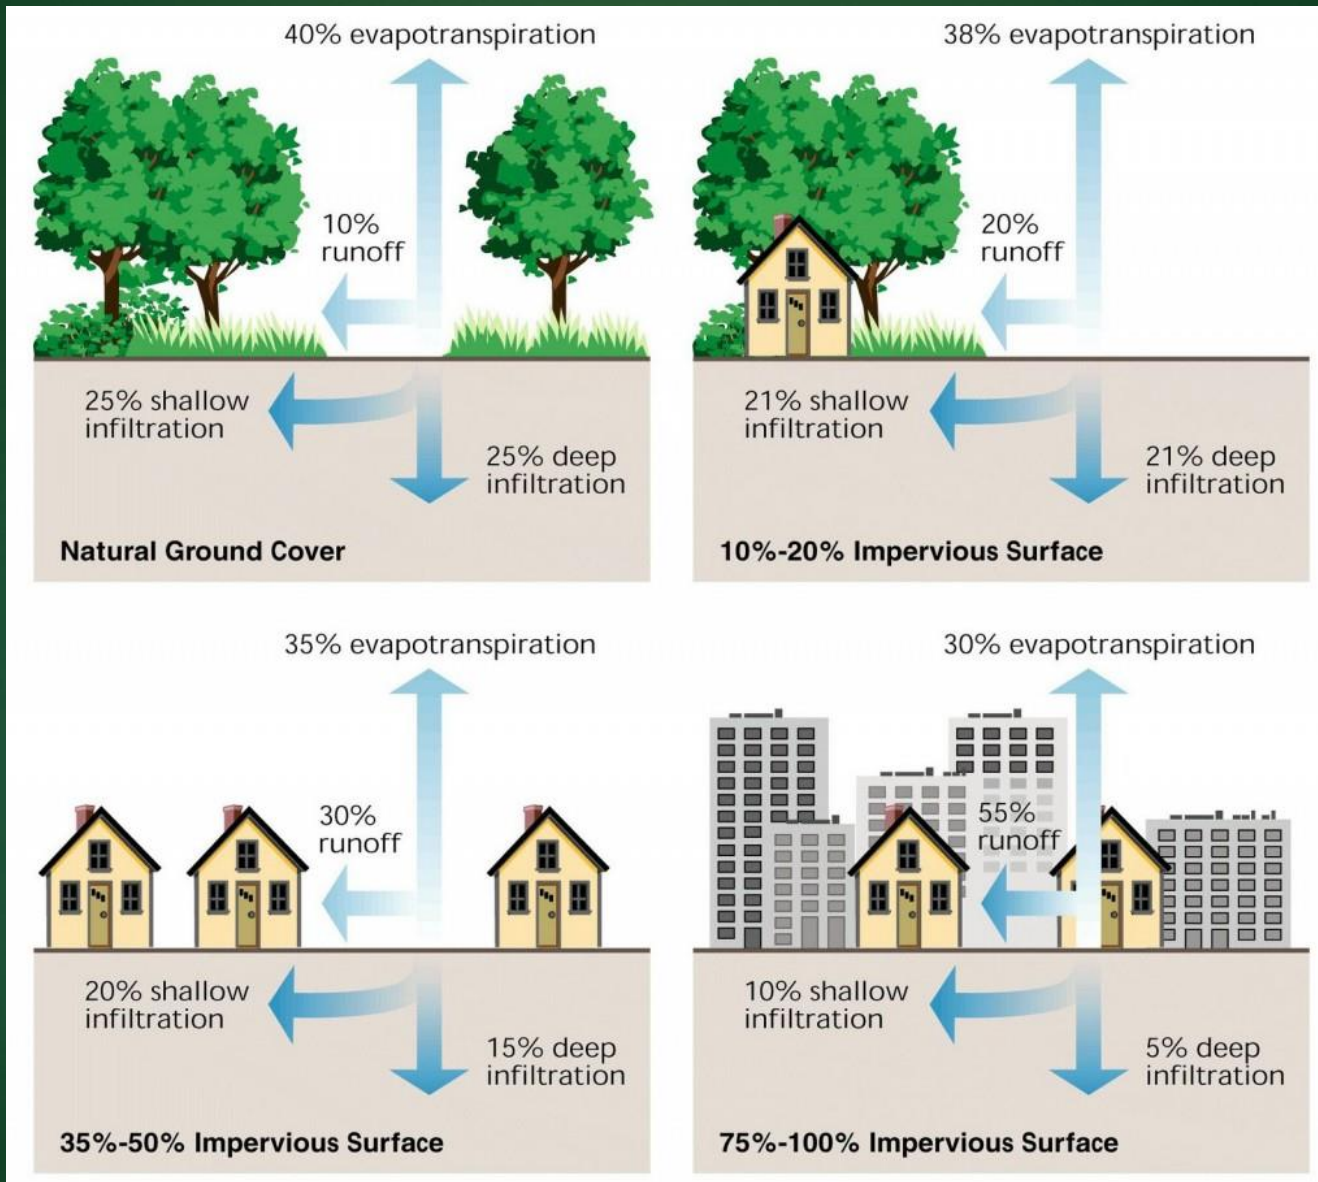 40% evapotranspiration
10%
runoff
25% shallow
infiltration
25% deep
infiltration
Natural Ground Cover
38% evapotranspiration
20%
runoff
21% shallow
infiltration
21% deep
infiltration
10%-20% Impervious Surface
35% evapotranspiration
30%
runoff
20% shallow
infiltration
15% deep
infiltration
35%-50% Impervious Surface
30% evapotranspiration
55%
runoff
10% shallow
infiltration
5% deep
infiltration
75%-100% Impervious Surface